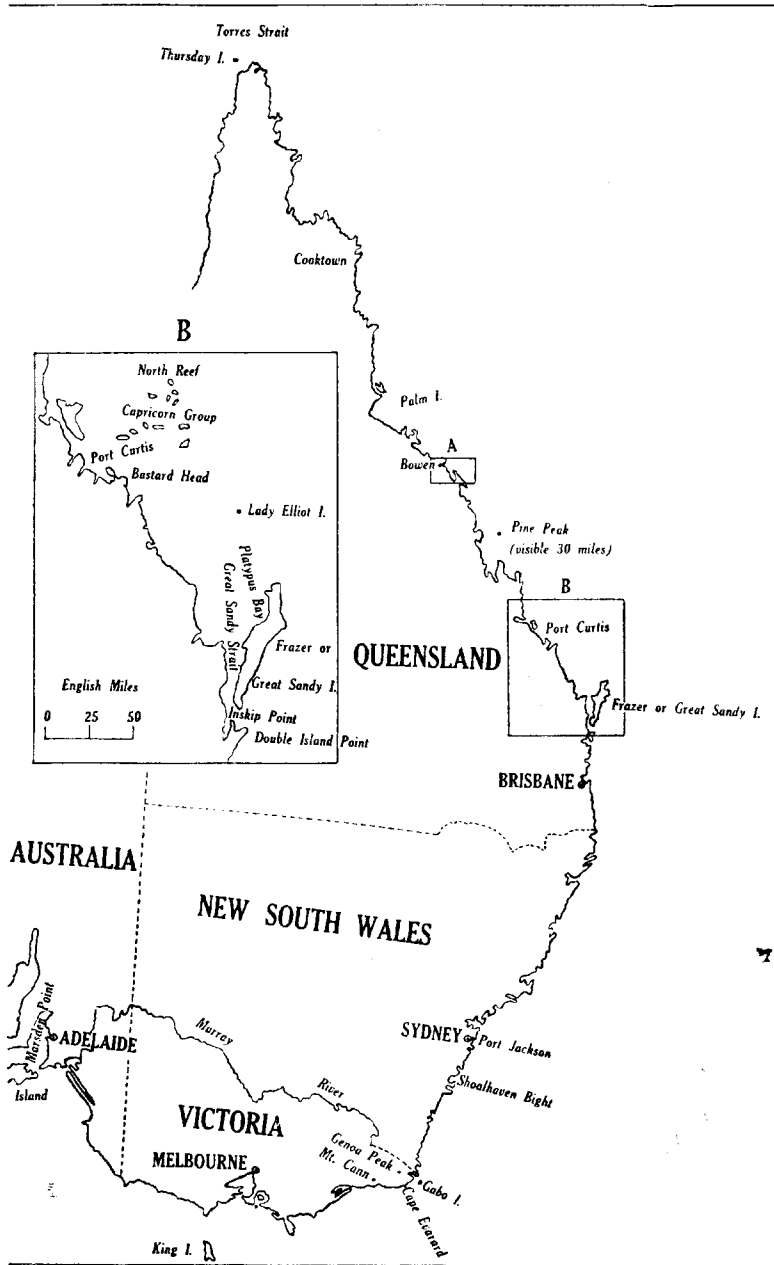 Torres Strait
Thursday I.
Cooktown
B
North Reef
Capricorn Group
Port Curtis
Bastard Head
Lady Elliot I.
Platypus Bay
Great Sandy Strait
Frazer or
Great Sandy I.
English Miles
0 25 50
Inskip Point
Double Island Point
Palm I.
A
Bowen
Pine Peak
(visible 30 miles)
B
Port Curtis
QUEENSLAND
Frazer or Great Sandy I.
BRISBANE
AUSTRALIA
NEW SOUTH WALES
Marsden Point
ADELAIDE
Island
Murray
River
SYDNEY
Port Jackson
Shoalhaven Bight
VICTORIA
Genoa Peak
Mt. Cann
MELBOURNE
Gabo I.
Cape Everard
King I.